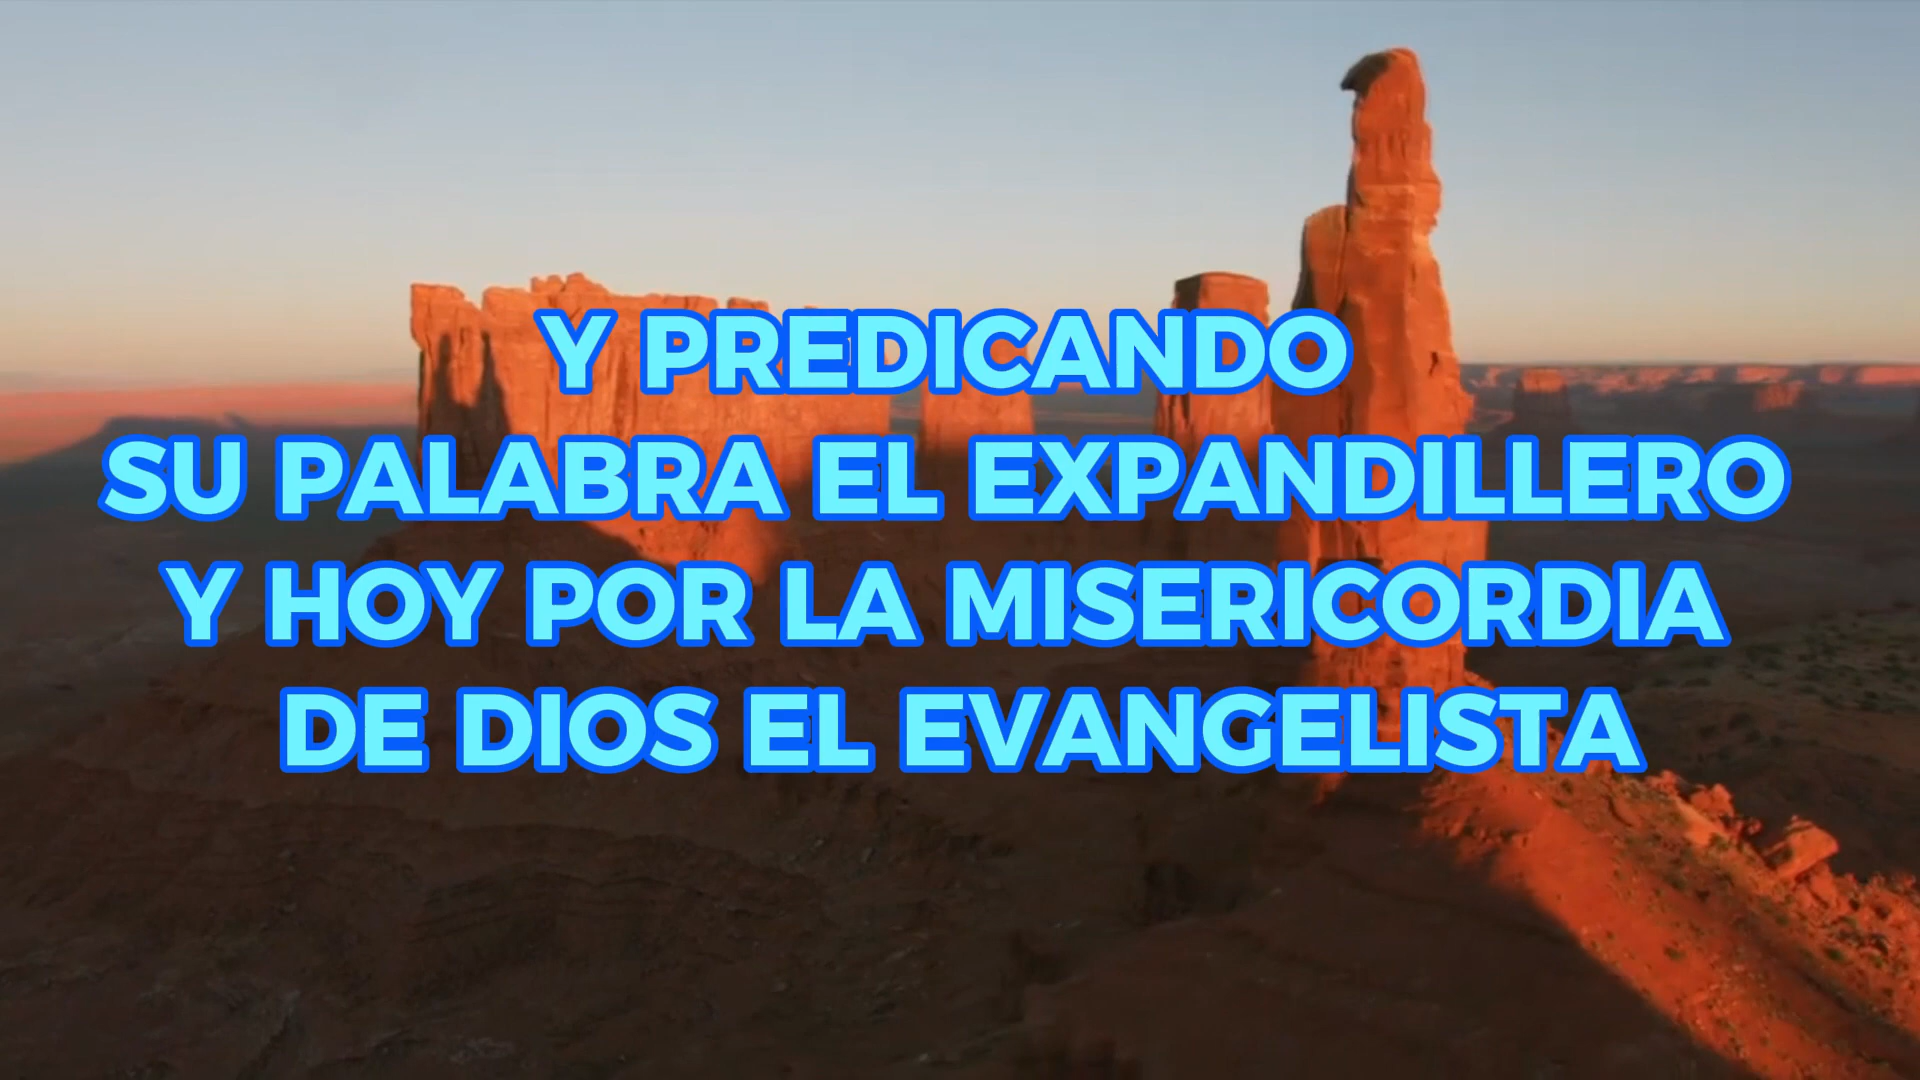 Y PREDICANDO
SU PALABRA EL EXPANDILLERO
Y HOY POR LA MISERICORDIA
DE DIOS EL EVANGELISTA